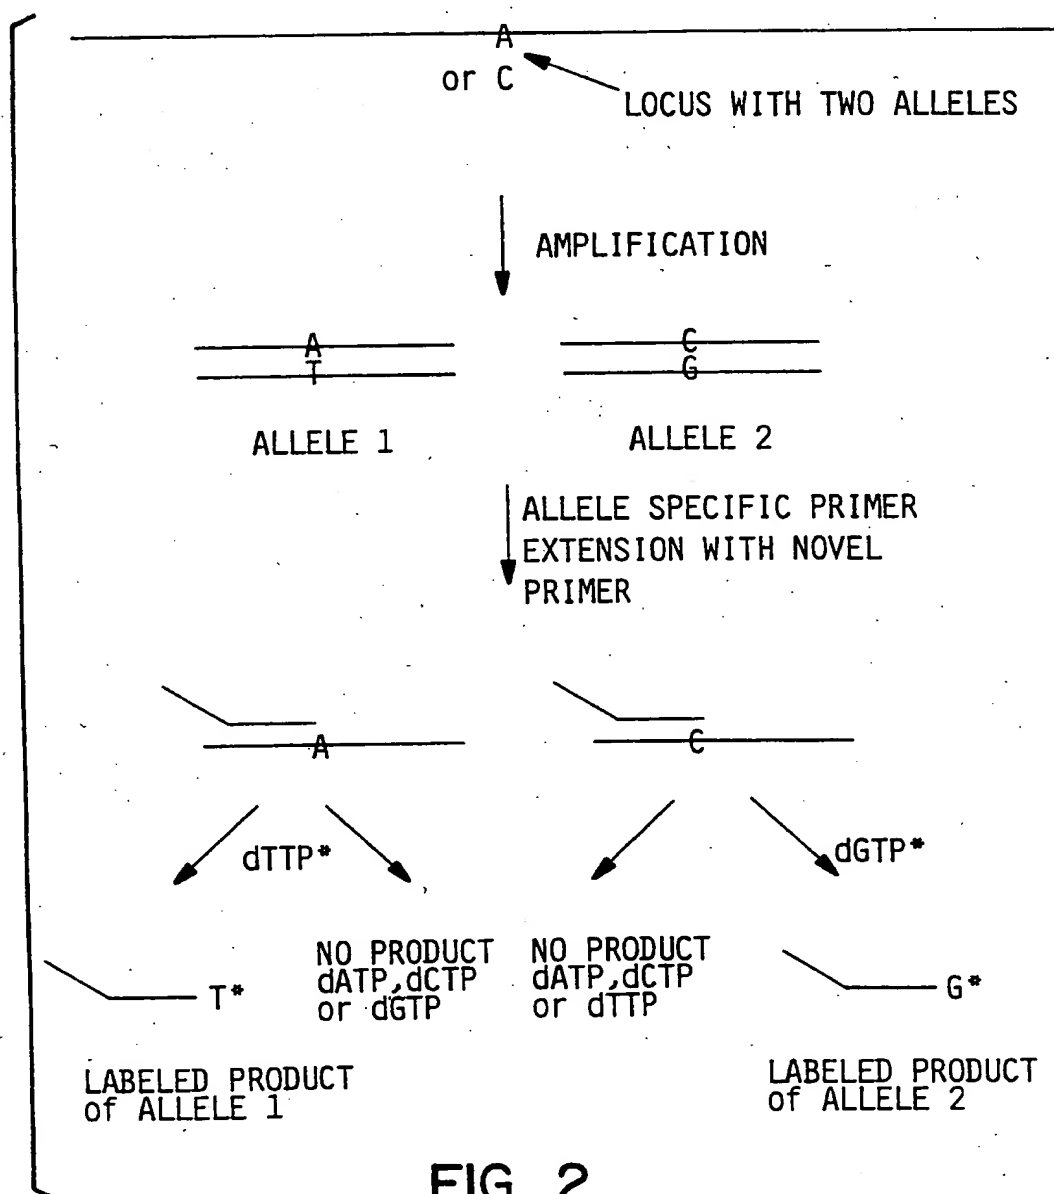 A
or C
LOCUS WITH TWO ALLELES
AMPLIFICATION
A
T
C
G
ALLELE 1
ALLELE 2
ALLELE SPECIFIC PRIMER
EXTENSION WITH NOVEL
PRIMER
A
C
dTTP*
dGTP*
NO PRODUCT
dATP,dCTP
or dGTP
NO PRODUCT
dATP,dCTP
or dTTP
T*
G*
LABELED PRODUCT
of ALLELE 1
LABELED PRODUCT
of ALLELE 2
FIG. 2